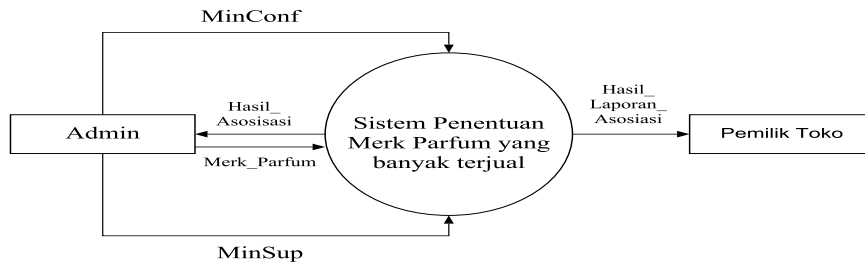 MinConf
Hasil_
Asosisasi
Admin
Merk_Parfum
Sistem Penentuan
Merk Parfum yang
banyak terjual
Hasil_
Laporan_
Asosiasi
Pemilik Toko
MinSup